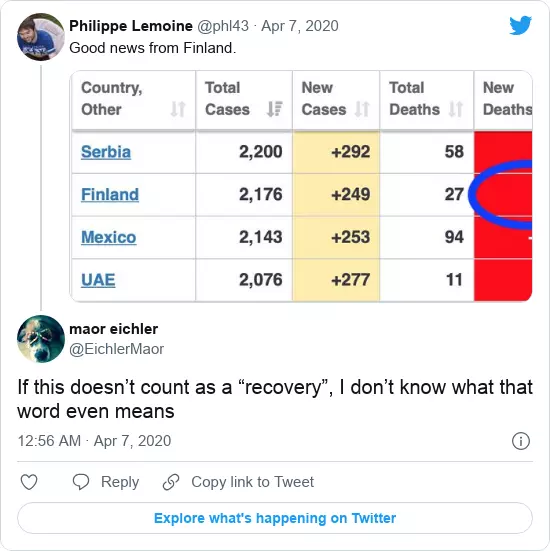 Philippe Lemoine @phl43 · Apr 7, 2020
Good news from Finland.
Country, Other Total Cases New Cases Total Deaths New Deaths
Serbia 2,200 +292 58
Finland 2,176 +249 27
Mexico 2,143 +253 94
UAE 2,076 +277 11
maor eichler
@EichlerMaor
If this doesn’t count as a “recovery”, I don’t know what that
word even means
12:56 AM · Apr 7, 2020
Reply Copy link to Tweet
Explore what's happening on Twitter